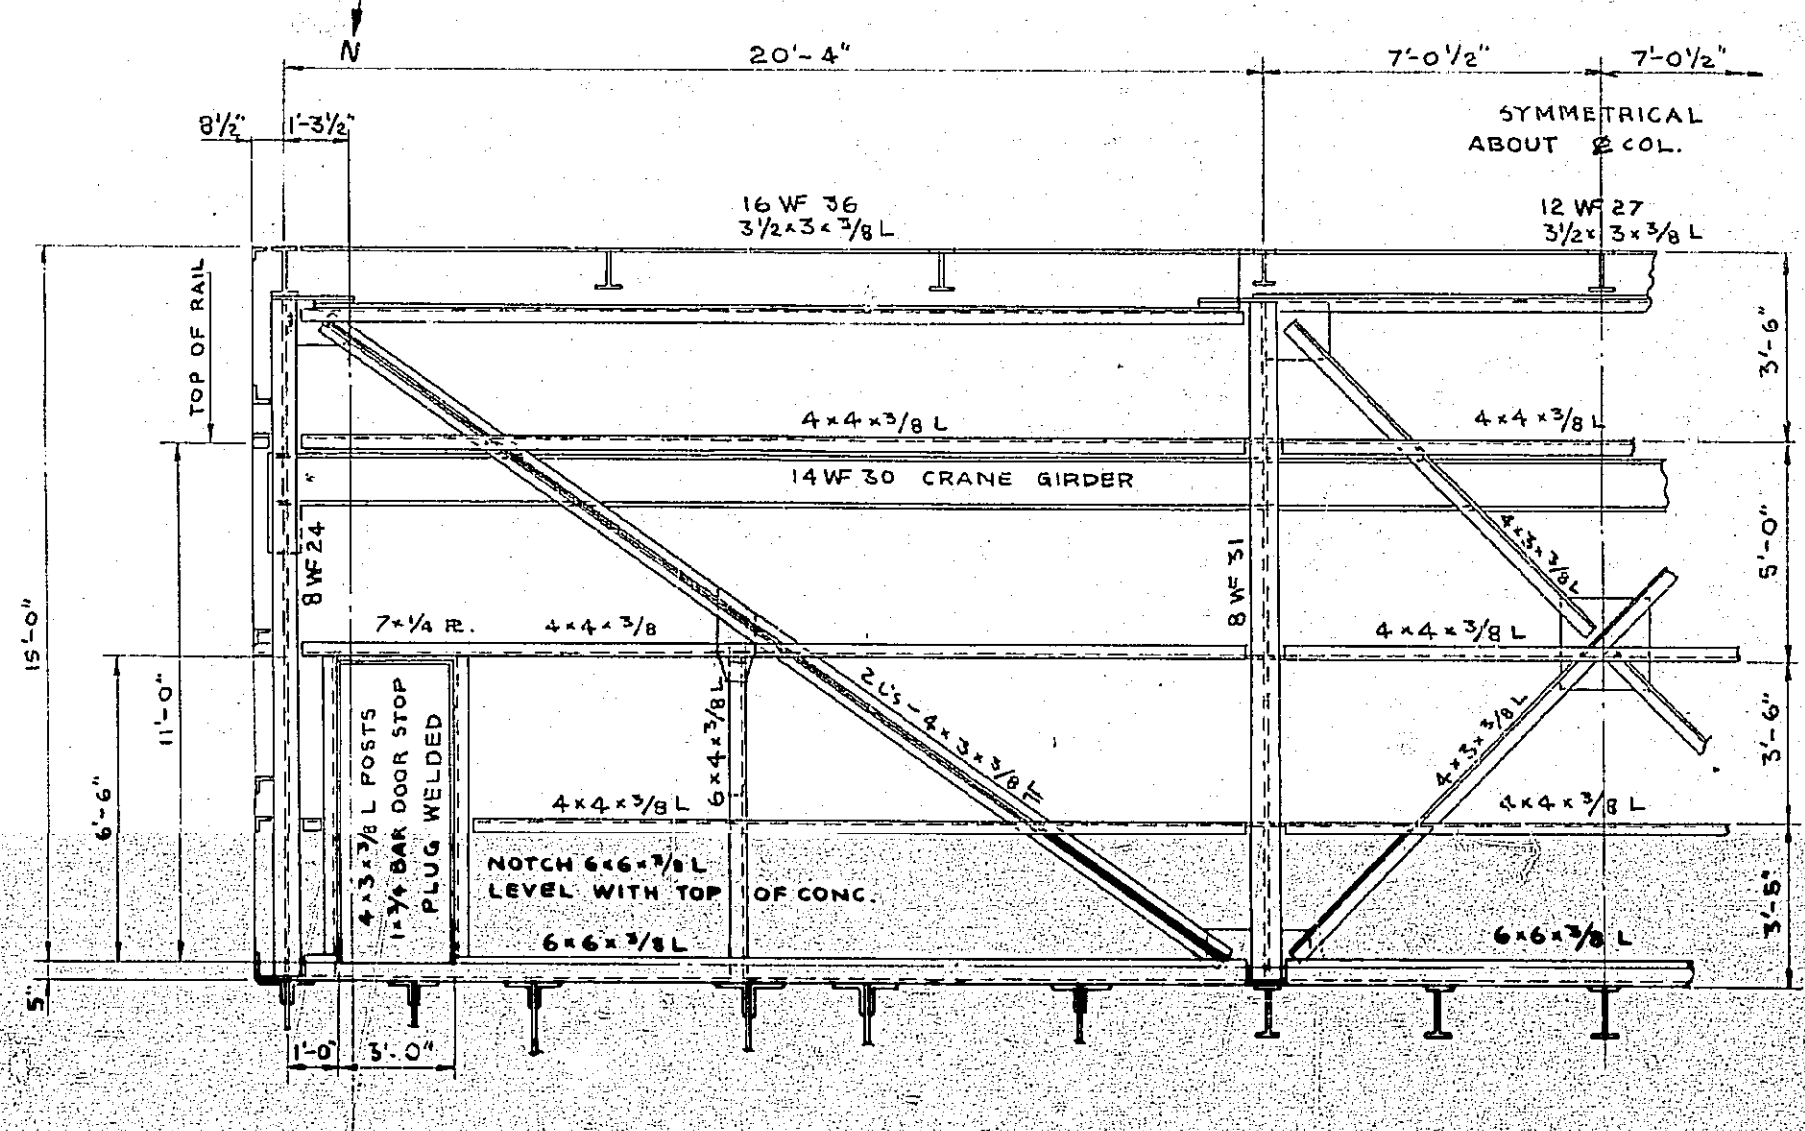 N
20'-4"
7'-0½"
7'-0½"
8½"
1'-3½"
SYMMETRICAL
ABOUT ℄ COL.
16 WF 36
3½×3×3/8 L
12 WF 27
3½×3×3/8 L
TOP OF RAIL
3'-6"
4×4×3/8 L
4×4×3/8 L
14 WF 30 CRANE GIRDER
8 WF 24
8 WF 31
4×3×3/8 L
5'-0"
15'-0"
11'-0"
6'-6"
7×1/4 PL.
4×4×3/8
4×4×3/8 L
4×3×3/8 L POSTS
1×3/4 BAR DOOR STOP
PLUG WELDED
6×4×3/8 L
2 L's - 4×3×3/8 L
4×3×3/8 L
3'-6"
4×4×3/8 L
4×4×3/8 L
NOTCH 6×6×3/8 L
LEVEL WITH TOP OF CONC.
6×6×3/8 L
6×6×3/8 L
3'-5"
5"
1'-0"
3'-0"